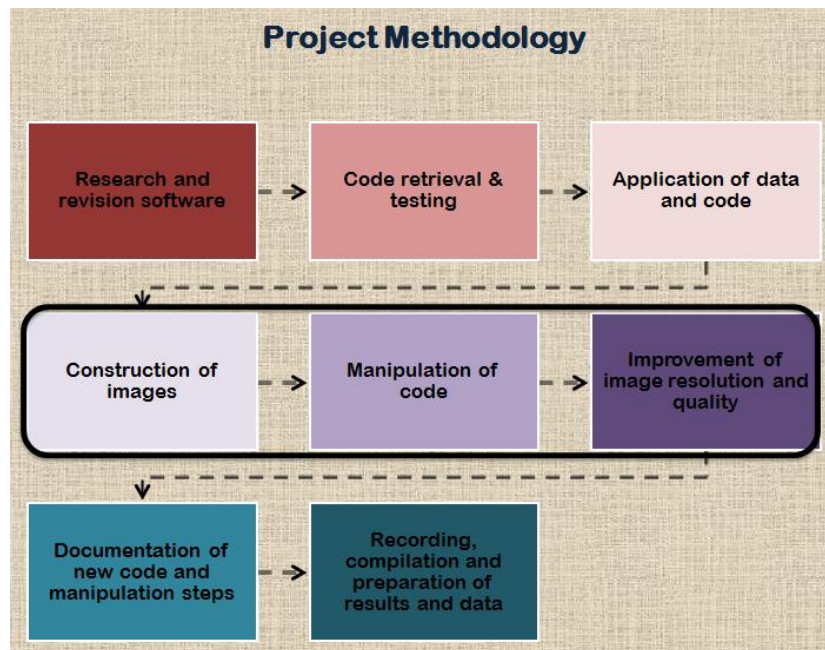 Project Methodology
Research and
revision software
Code retrieval &
testing
Application of data
and code
Construction of
images
Manipulation of
code
Improvement of
image resolution and
quality
Documentation of
new code and
manipulation steps
Recording,
compilation and
preparation of
results and data